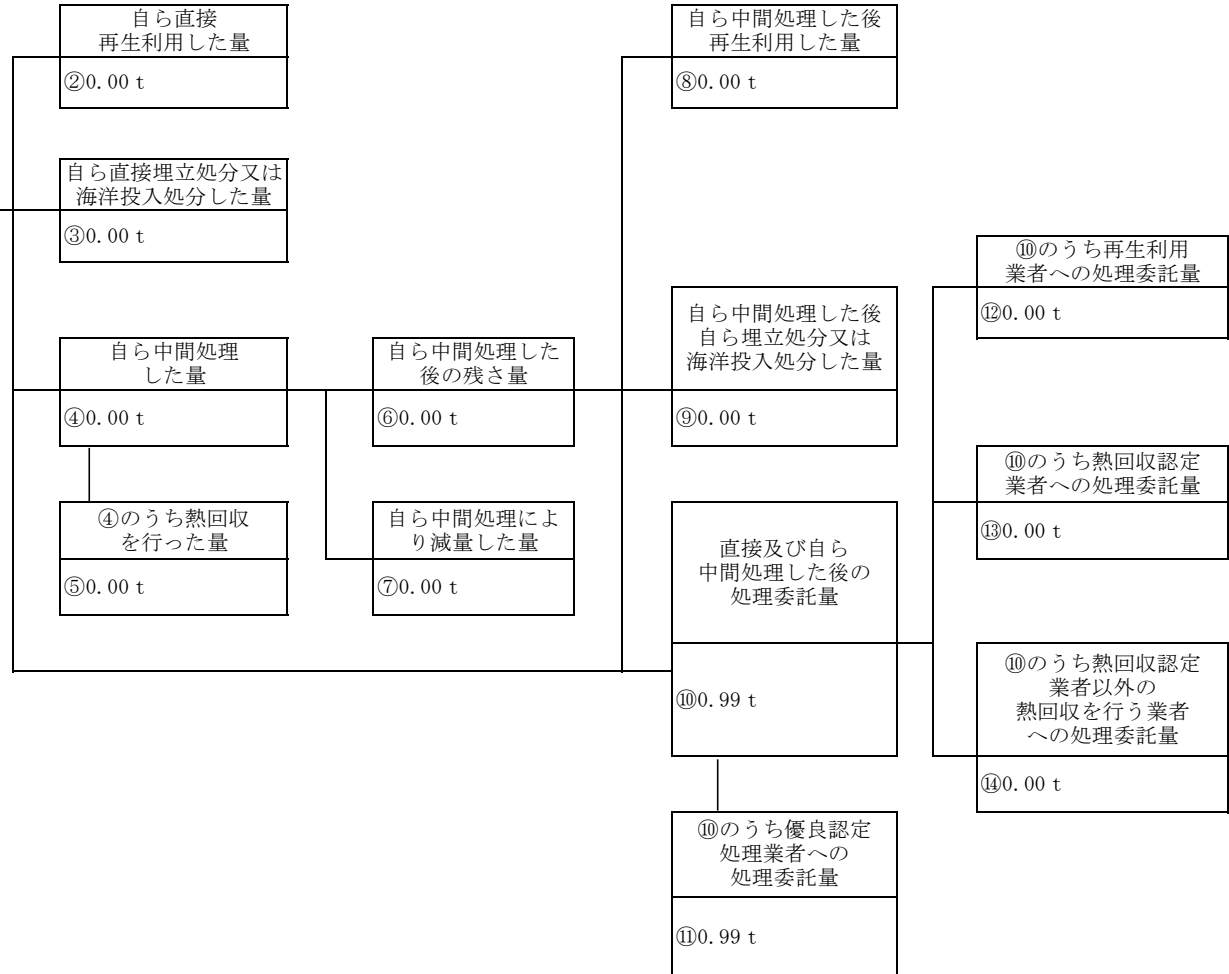 自ら直接
再生利用した量
②0.00 t
自ら直接埋立処分又は
海洋投入処分した量
③0.00 t
自ら中間処理
した量
④0.00 t
④のうち熱回収
を行った量
⑤0.00 t
自ら中間処理した
後の残さ量
⑥0.00 t
自ら中間処理によ
り減量した量
⑦0.00 t
自ら中間処理した後
再生利用した量
⑧0.00 t
自ら中間処理した後
自ら埋立処分又は
海洋投入処分した量
⑨0.00 t
直接及び自ら
中間処理した後の
処理委託量
⑩0.99 t
⑩のうち優良認定
処理業者への
処理委託量
⑪0.99 t
⑩のうち再生利用
業者への処理委託量
⑫0.00 t
⑩のうち熱回収認定
業者への処理委託量
⑬0.00 t
⑩のうち熱回収認定
業者以外の
熱回収を行う業者
への処理委託量
⑭0.00 t